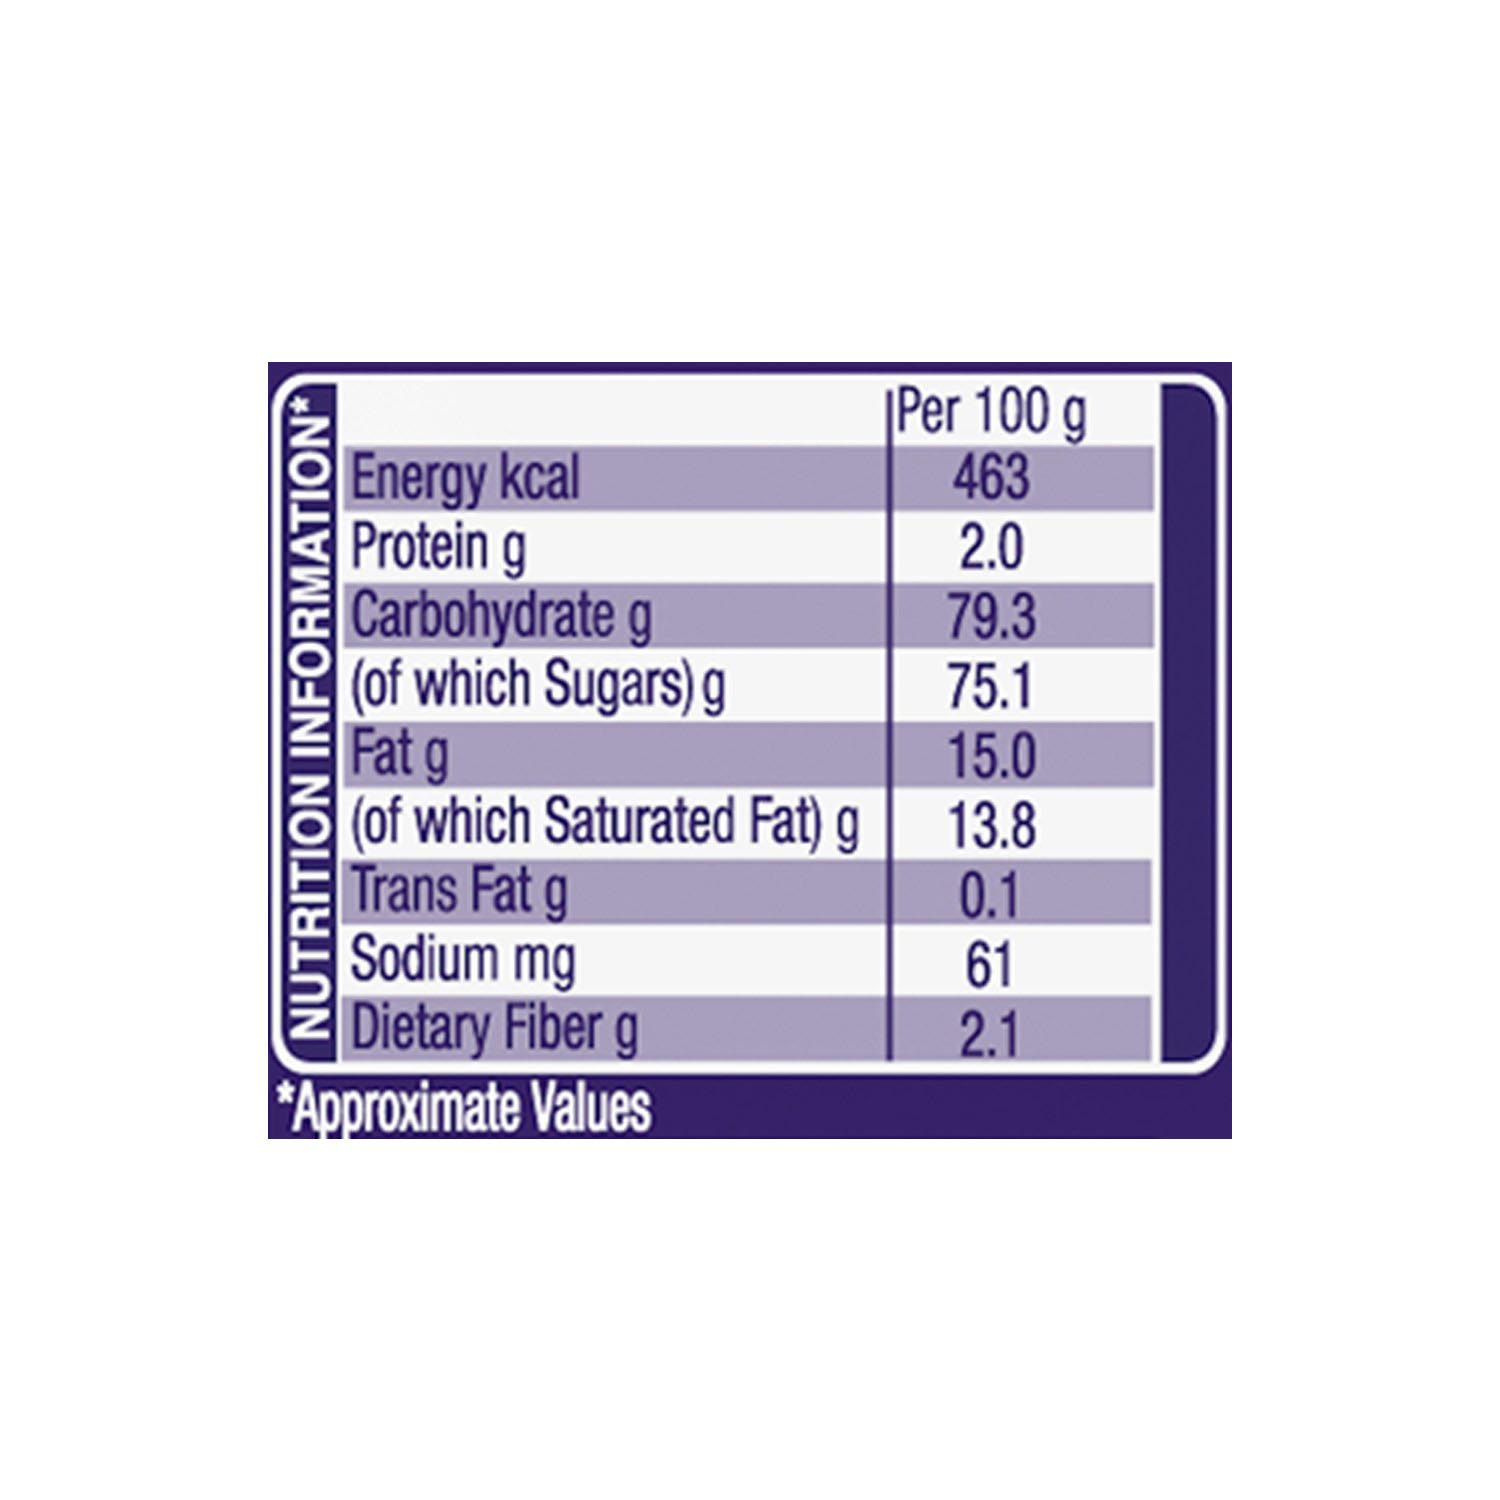 NUTRITION INFORMATION*
Per 100 g
Energy kcal 463
Protein g 2.0
Carbohydrate g 79.3
(of which Sugars) g 75.1
Fat g 15.0
(of which Saturated Fat) g 13.8
Trans Fat g 0.1
Sodium mg 61
Dietary Fiber g 2.1
*Approximate Values